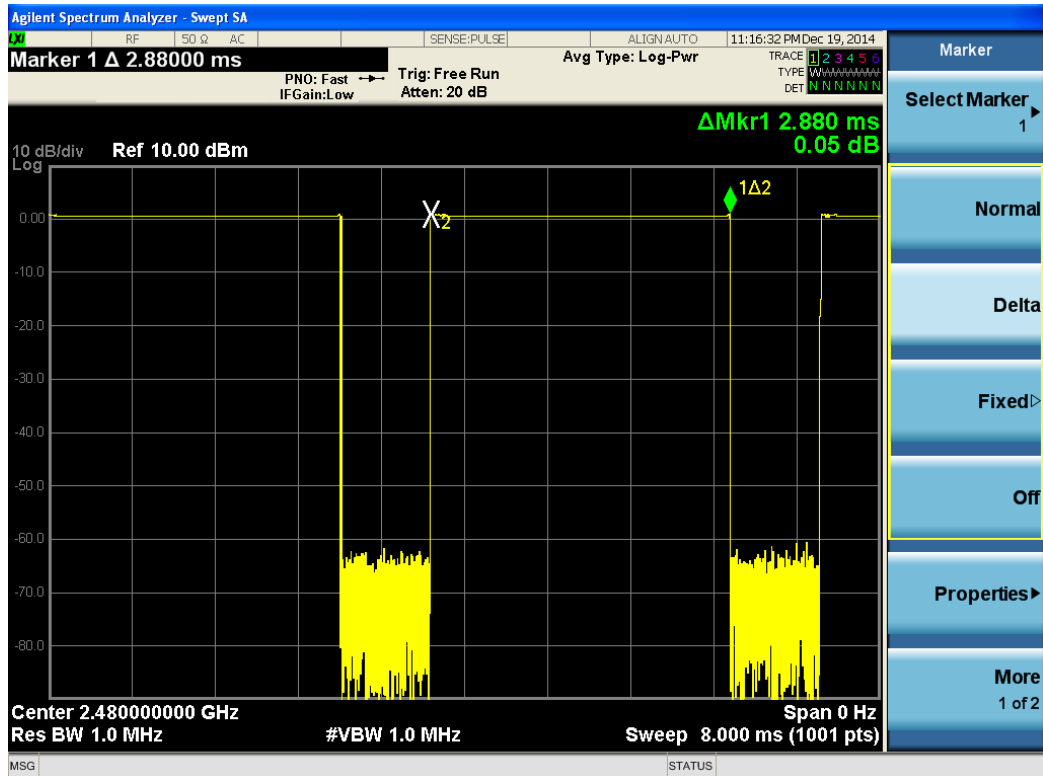 Agilent Spectrum Analyzer - Swept SA
LXI RF 50 Ω AC SENSE:PULSE ALIGN AUTO 11:16:32 PM Dec 19, 2014
Marker 1 Δ 2.88000 ms
PNO: Fast
IFGain:Low
Trig: Free Run
Atten: 20 dB
Avg Type: Log-Pwr
TRACE 1 2 3 4 5 6
TYPE WWWWWW
DET N N N N N N
ΔMkr1 2.880 ms
0.05 dB
10 dB/div Ref 10.00 dBm
Log
1Δ2
X2
0.00
-10.0
-20.0
-30.0
-40.0
-50.0
-60.0
-70.0
-80.0
Center 2.480000000 GHz Span 0 Hz
Res BW 1.0 MHz #VBW 1.0 MHz Sweep 8.000 ms (1001 pts)
MSG STATUS
Marker
Select Marker
1
Normal
Delta
Fixed
Off
Properties
More
1 of 2